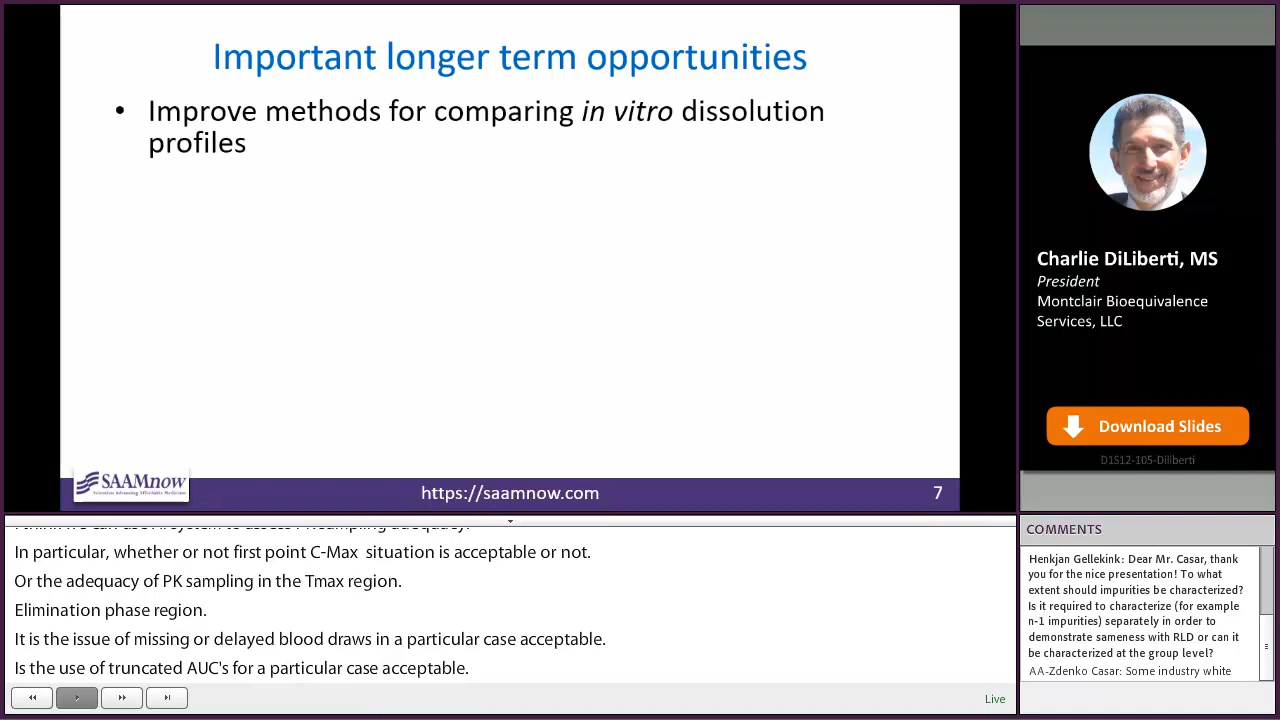 Important longer term opportunities
• Improve methods for comparing in vitro dissolution
profiles
SAAMnow
https://saamnow.com
7
Charlie DiLiberti, MS
President
Montclair Bioequivalence
Services, LLC
Download Slides
D1S12-105-Diliberti
In particular, whether or not first point C-Max situation is acceptable or not.
Or the adequacy of PK sampling in the Tmax region.
Elimination phase region.
It is the issue of missing or delayed blood draws in a particular case acceptable.
Is the use of truncated AUC's for a particular case acceptable.
Live
COMMENTS
Henkjan Gellekink: Dear Mr. Casar, thank
you for the nice presentation! To what
extent should impurities be characterized?
Is it required to characterize (for example
n-1 impurities) separately in order to
demonstrate sameness with RLD or can it
be characterized at the group level?
AA-Zdenko Casar: Some industry white